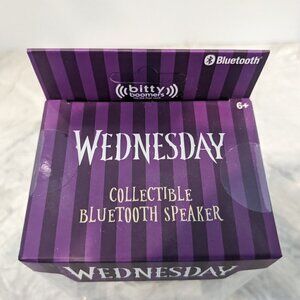 Bluetooth
bitty
boomers
6+
WEDNESDAY
COLLECTIBLE
BLUETOOTH SPEAKER
WEDNESDAY